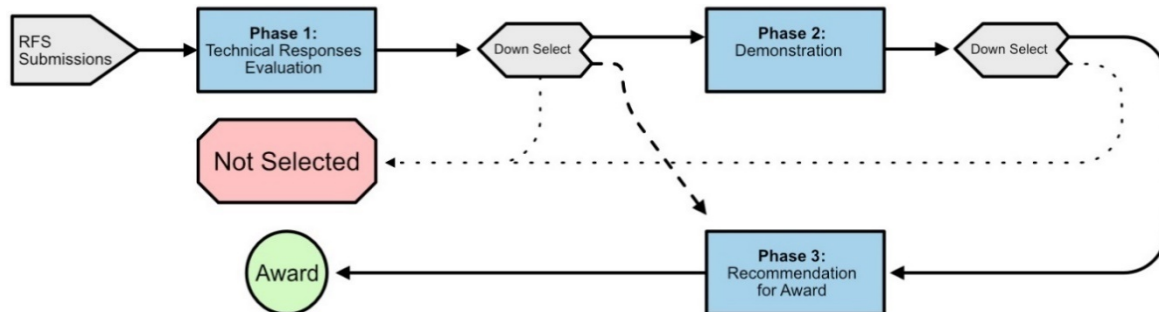 RFS
Submissions
Phase 1:
Technical Responses
Evaluation
Down Select
Phase 2:
Demonstration
Down Select
Not Selected
Award
Phase 3:
Recommendation
for Award